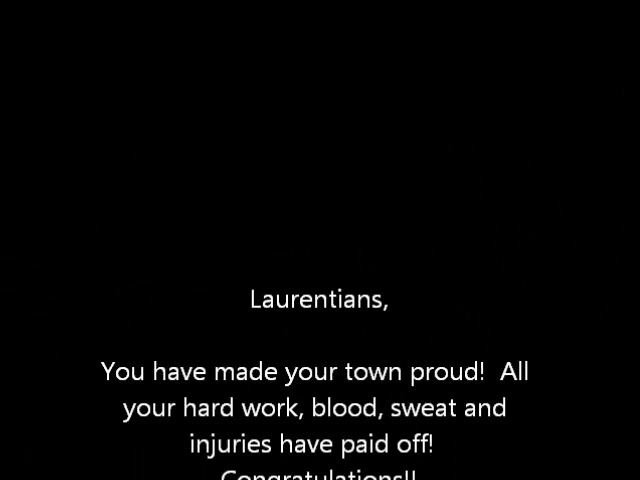 Laurentians,
You have made your town proud!  All
your hard work, blood, sweat and
injuries have paid off!
Congratulations!!